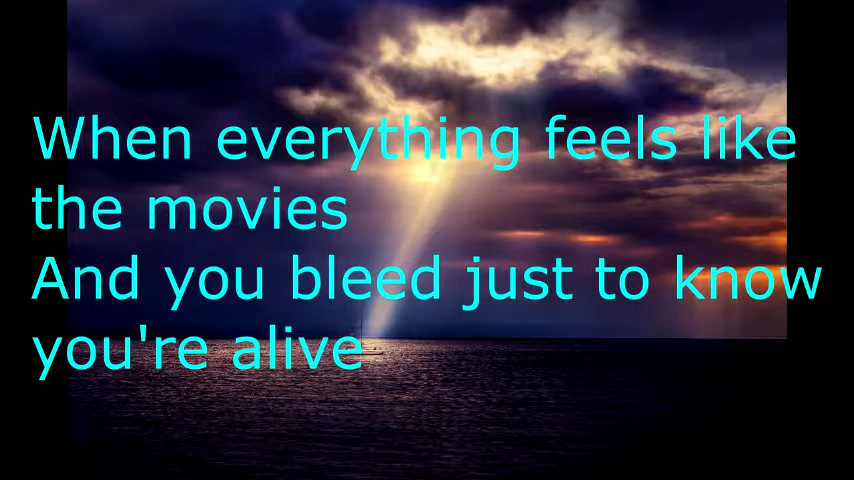 When everything feels like
the movies
And you bleed just to know
you're alive